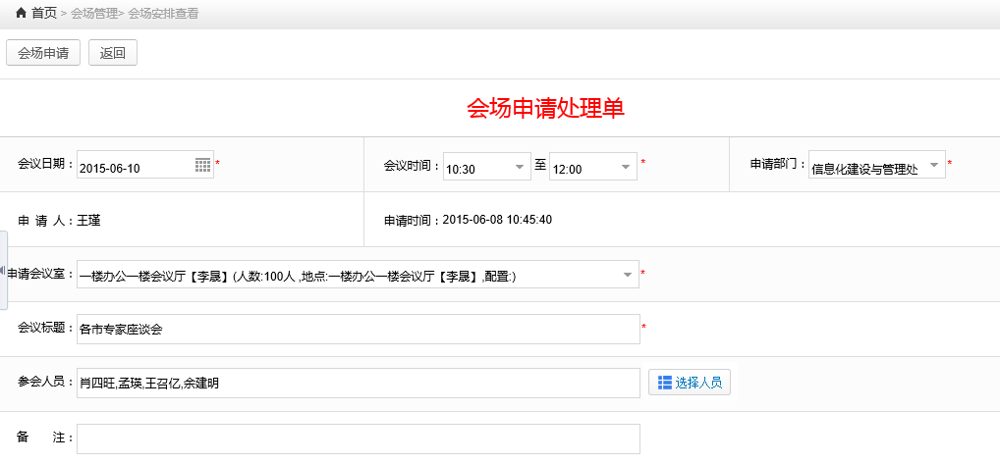 首页 > 会场管理> 会场安排查看
会场申请 返回
会场申请处理单
会议日期： 2015-06-10 * 会议时间： 10:30 至 12:00 * 申请部门： 信息化建设与管理处 *
申 请 人： 王瑾 申请时间： 2015-06-08 10:45:40
申请会议室： 一楼办公一楼会议厅【李晟】(人数:100人 ,地点:一楼办公一楼会议厅【李晟】,配置:) *
会议标题： 各市专家座谈会 *
参会人员： 肖四旺,孟瑛,王召亿,余建明 选择人员
备 注：